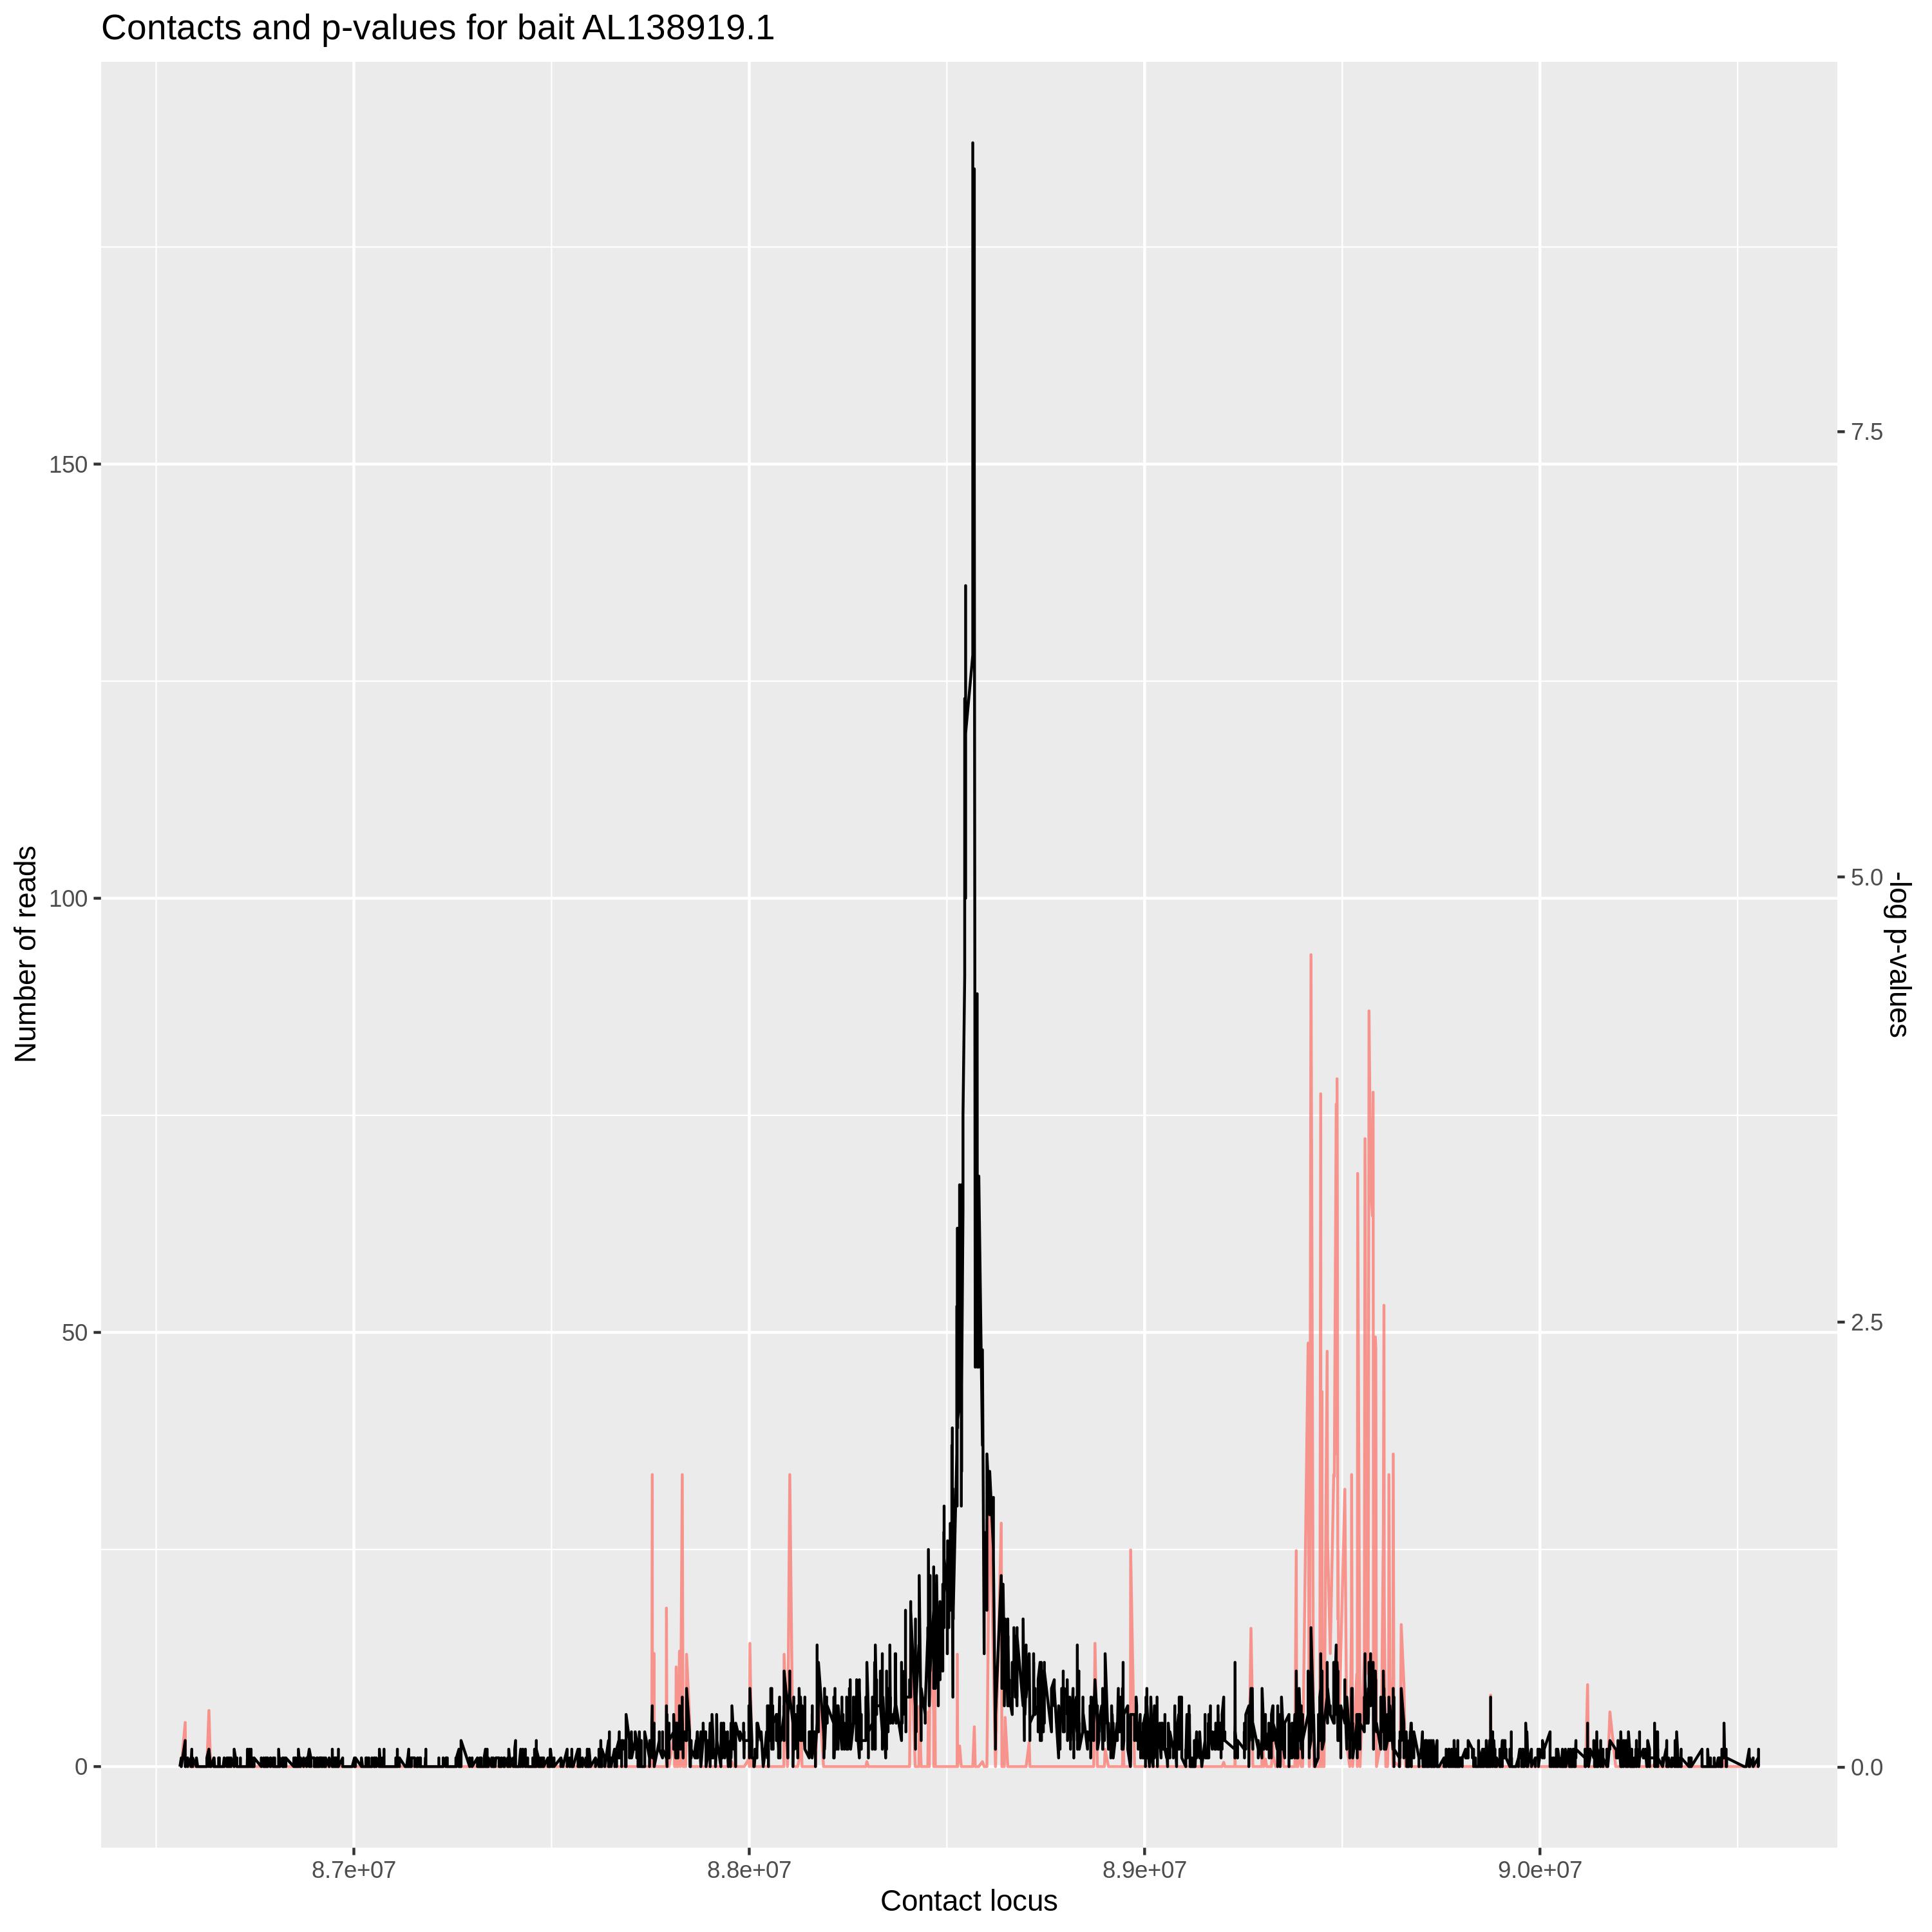 Contacts and p-values for bait AL138919.1
150
100
50
0
Number of reads
7.5
5.0
2.5
0.0
-log p-values
8.7e+07 8.8e+07 8.9e+07 9.0e+07
Contact locus